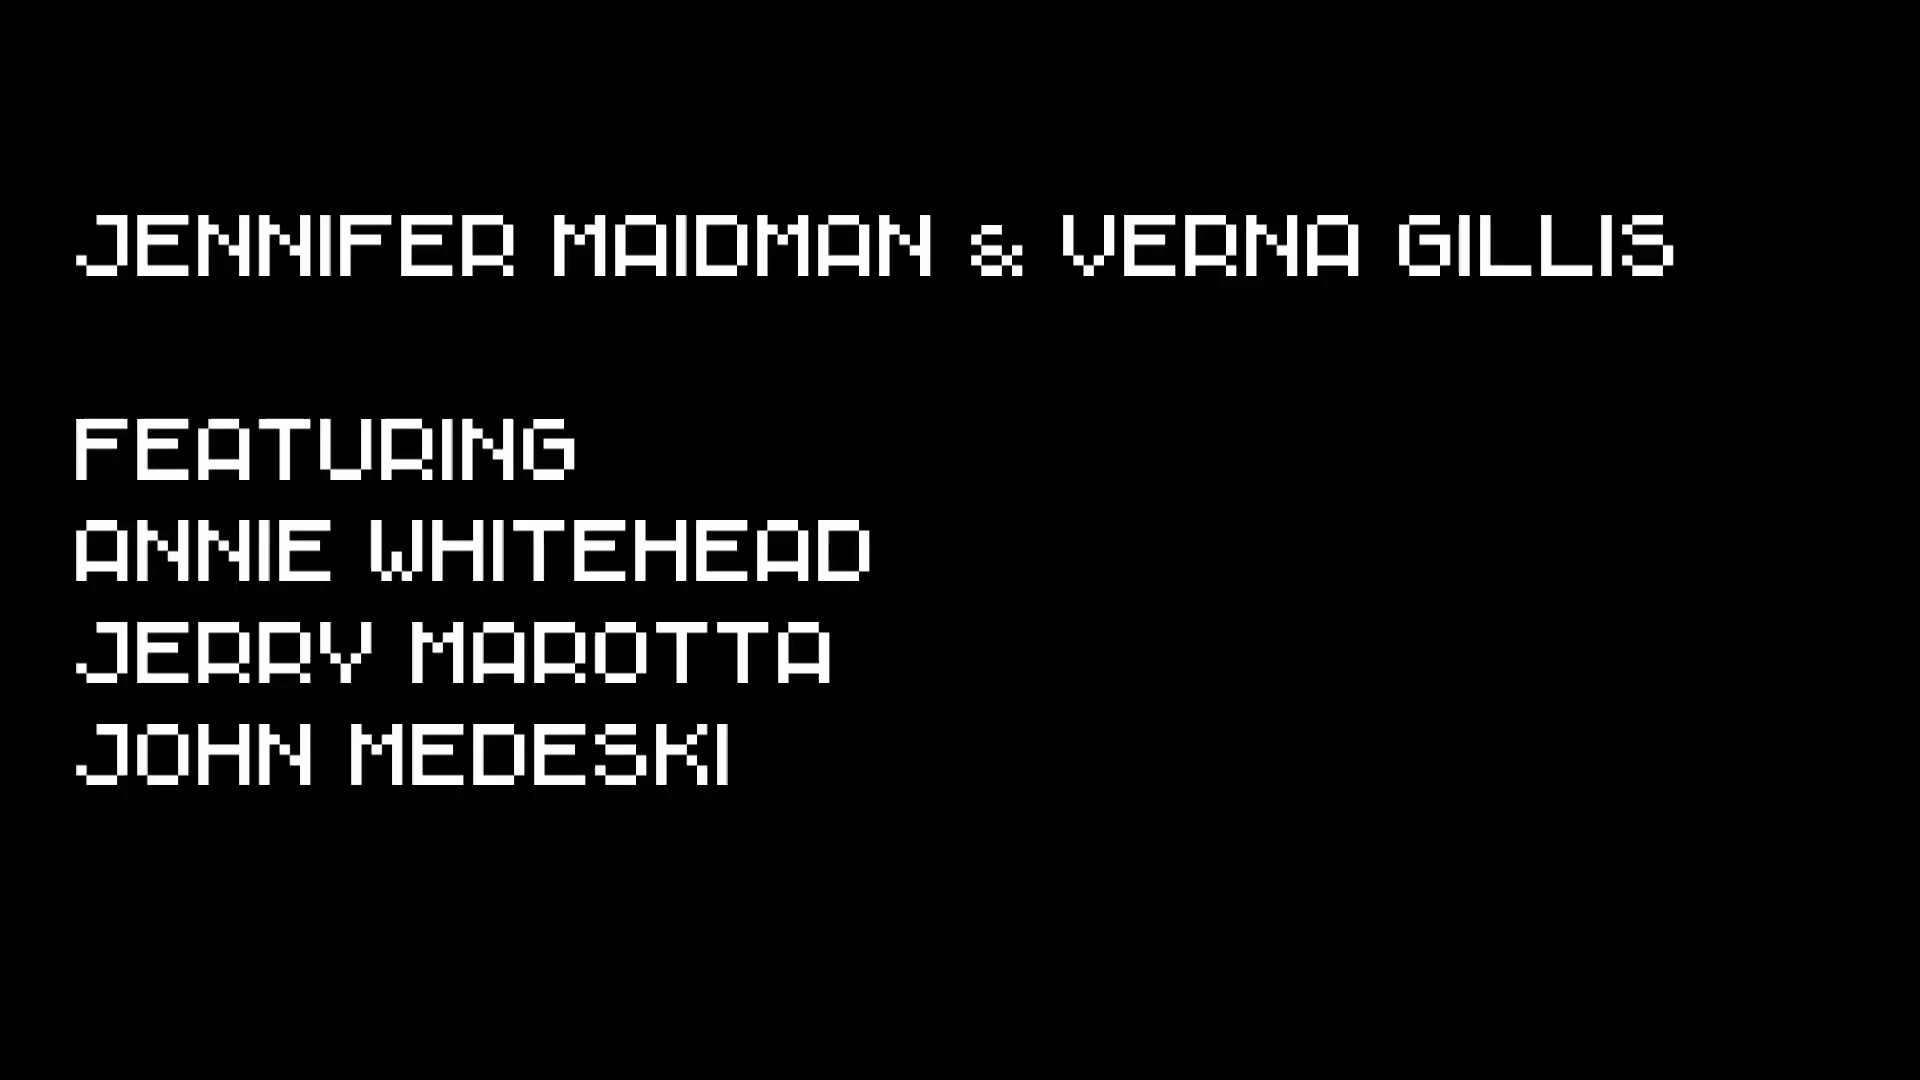 JENNIFER MAIDMAN & VERNA GILLIS
FEATURING
ANNIE WHITEHEAD
JERRY MAROTTA
JOHN MEDESKI